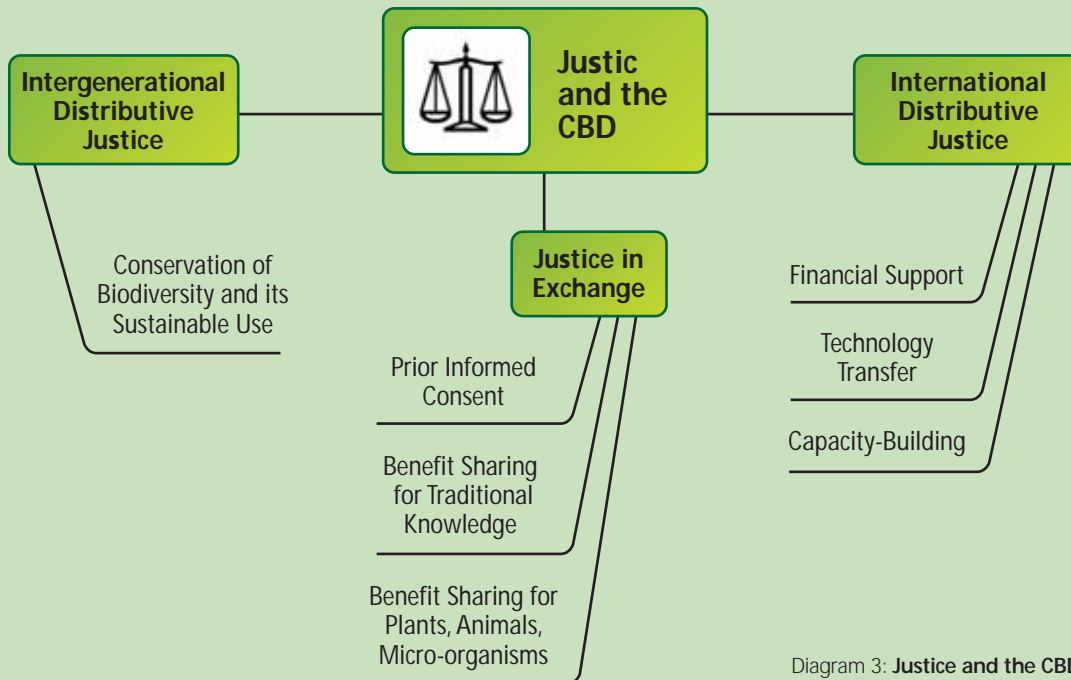 Justic
and the
CBD
Intergenerational
Distributive
Justice
Conservation of
Biodiversity and its
Sustainable Use
Justice in
Exchange
Prior Informed
Consent
Benefit Sharing
for Traditional
Knowledge
Benefit Sharing for
Plants, Animals,
Micro-organisms
International
Distributive
Justice
Financial Support
Technology
Transfer
Capacity-Building
Diagram 3: Justice and the CBD